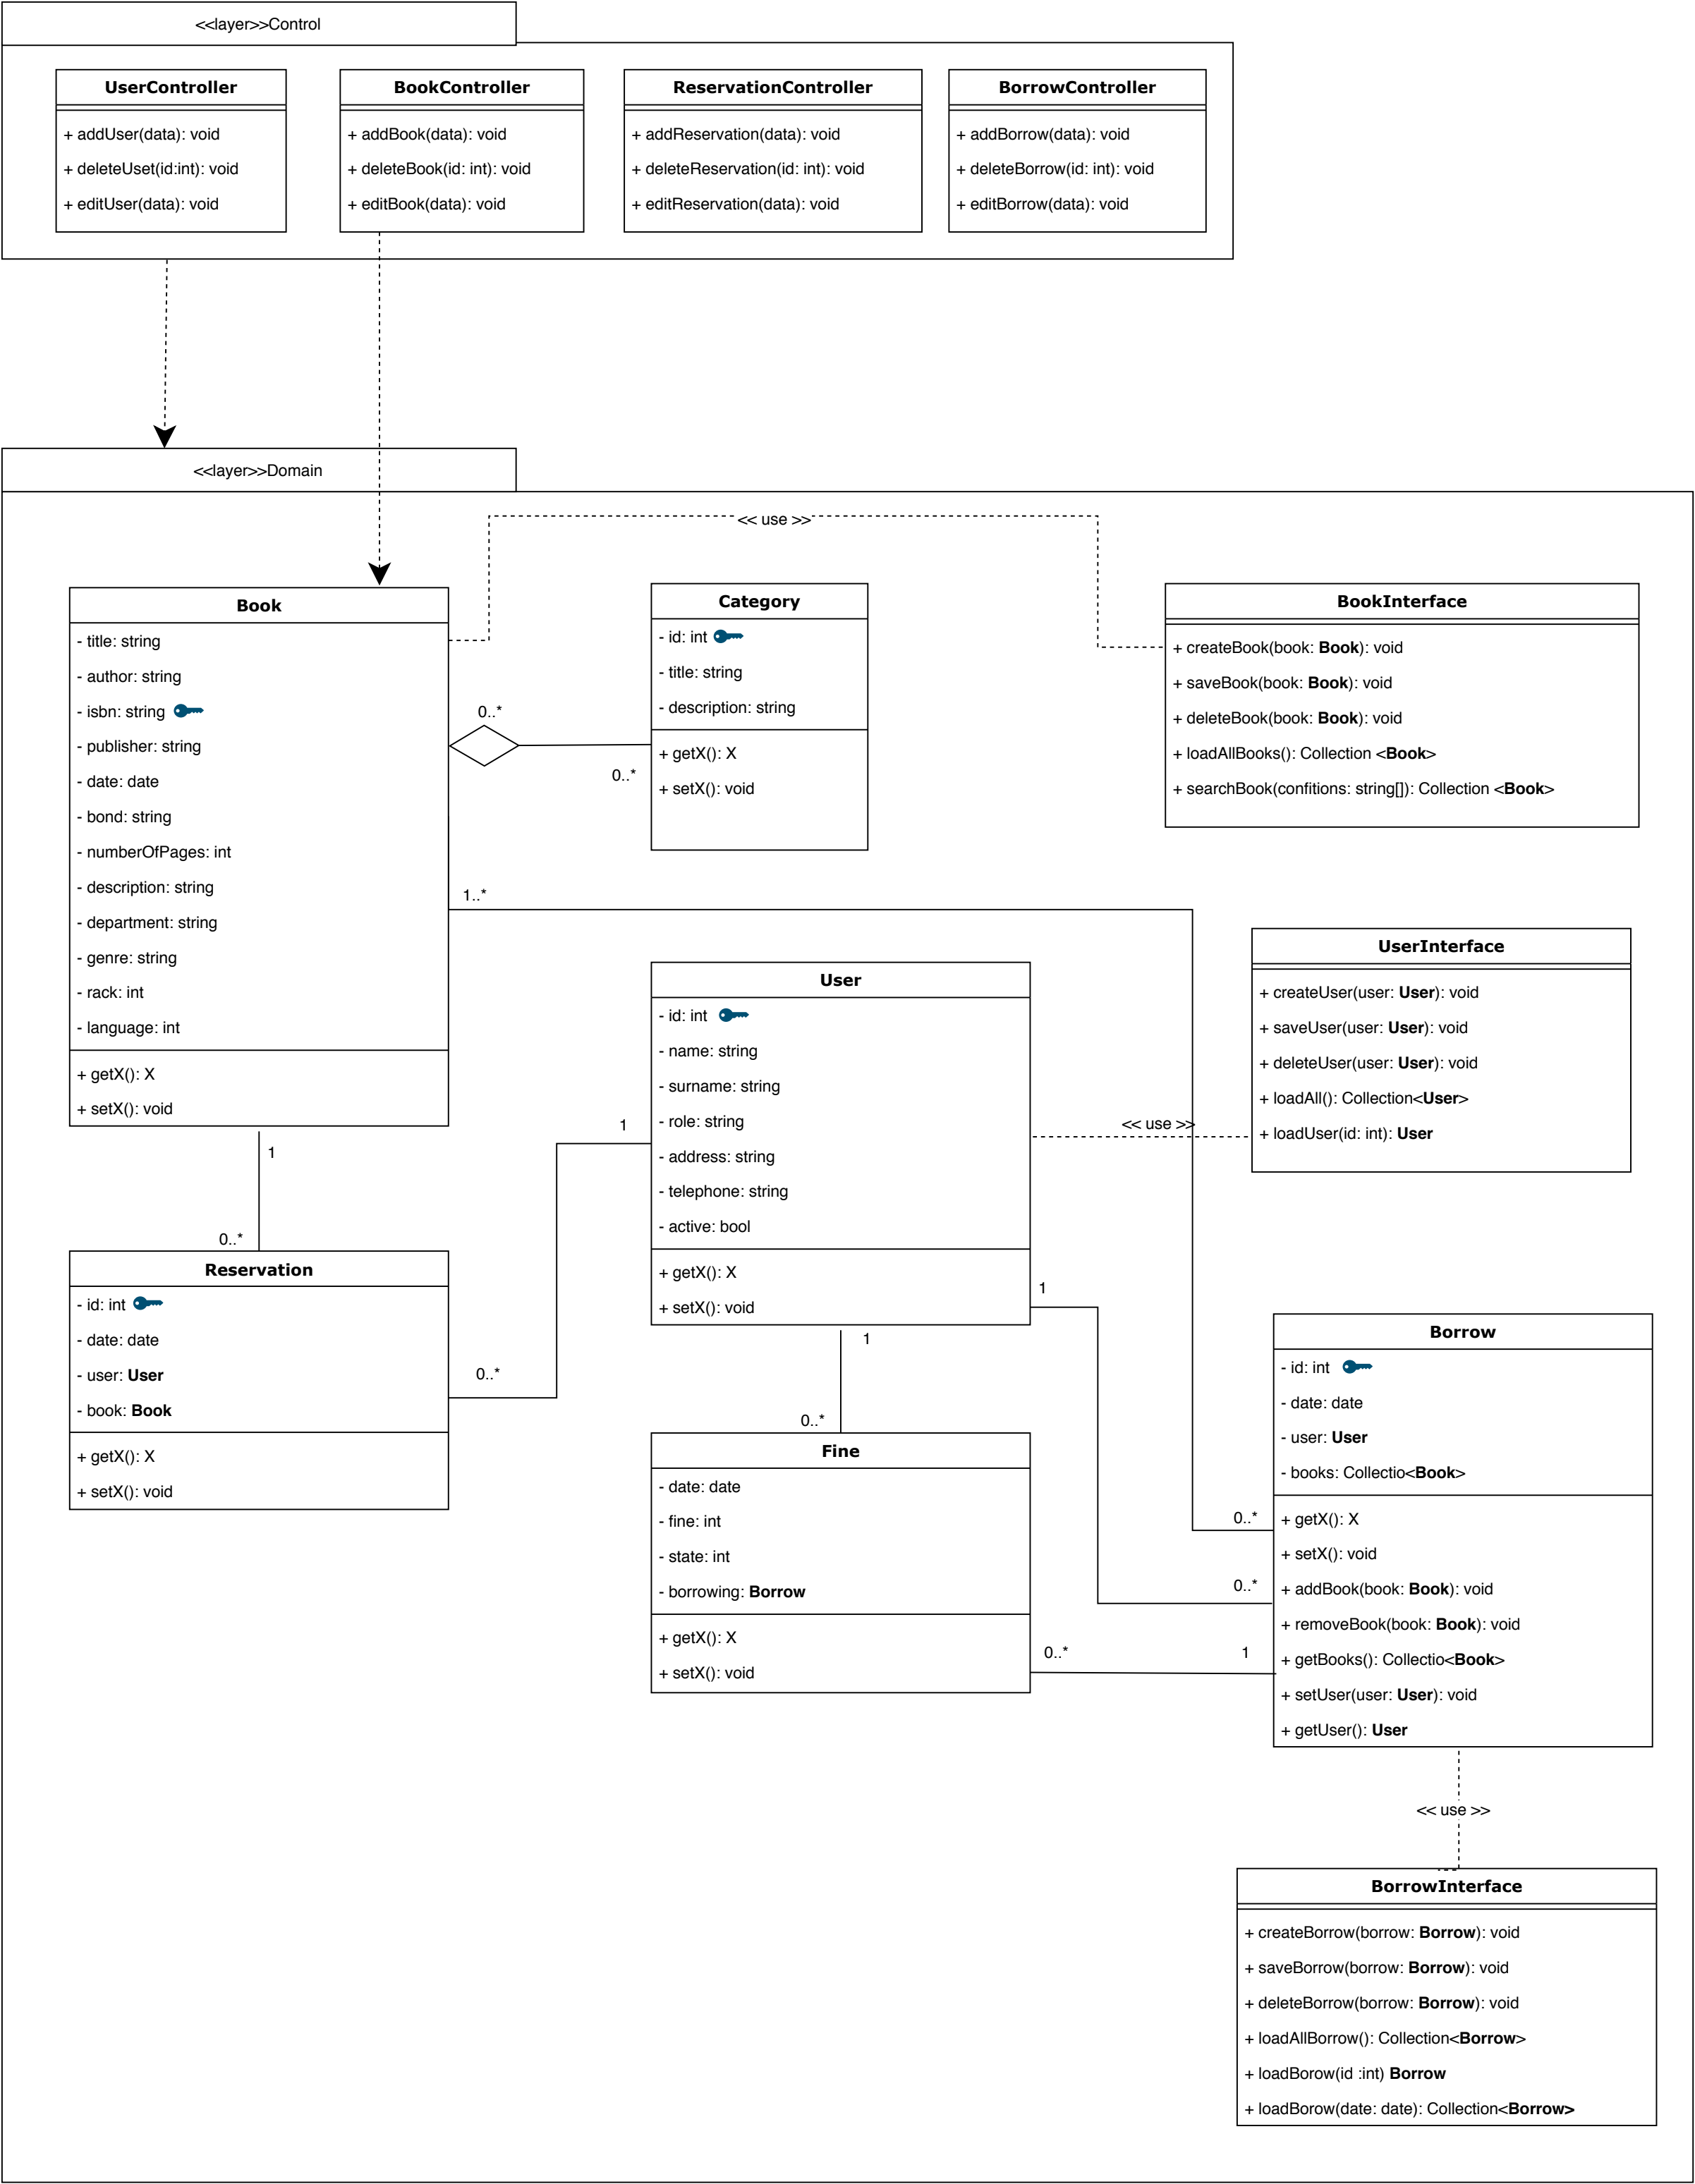 <<layer>>Control
UserController
+ addUser(data): void
+ deleteUset(id:int): void
+ editUser(data): void
BookController
+ addBook(data): void
+ deleteBook(id: int): void
+ editBook(data): void
ReservationController
+ addReservation(data): void
+ deleteReservation(id: int): void
+ editReservation(data): void
BorrowController
+ addBorrow(data): void
+ deleteBorrow(id: int): void
+ editBorrow(data): void
<<layer>>Domain
<< use >>
Book
- title: string
- author: string
- isbn: string
- publisher: string
- date: date
- bond: string
- numberOfPages: int
- description: string
- department: string
- genre: string
- rack: int
- language: int
+ getX(): X
+ setX(): void
0..*
0..*
Category
- id: int
- title: string
- description: string
+ getX(): X
+ setX(): void
BookInterface
+ createBook(book: Book): void
+ saveBook(book: Book): void
+ deleteBook(book: Book): void
+ loadAllBooks(): Collection <Book>
+ searchBook(confitions: string[]): Collection <Book>
1..*
User
- id: int
- name: string
- surname: string
- role: string
- address: string
- telephone: string
- active: bool
+ getX(): X
+ setX(): void
<< use >>
UserInterface
+ createUser(user: User): void
+ saveUser(user: User): void
+ deleteUser(user: User): void
+ loadAll(): Collection<User>
+ loadUser(id: int): User
1
1
0..*
Reservation
- id: int
- date: date
- user: User
- book: Book
+ getX(): X
+ setX(): void
0..*
1
1
0..*
Fine
- date: date
- fine: int
- state: int
- borrowing: Borrow
+ getX(): X
+ setX(): void
0..*
1
0..*
0..*
Borrow
- id: int
- date: date
- user: User
- books: Collectio<Book>
+ getX(): X
+ setX(): void
+ addBook(book: Book): void
+ removeBook(book: Book): void
+ getBooks(): Collectio<Book>
+ setUser(user: User): void
+ getUser(): User
<< use >>
BorrowInterface
+ createBorrow(borrow: Borrow): void
+ saveBorrow(borrow: Borrow): void
+ deleteBorrow(borrow: Borrow): void
+ loadAllBorrow(): Collection<Borrow>
+ loadBorow(id :int) Borrow
+ loadBorow(date: date): Collection<Borrow>